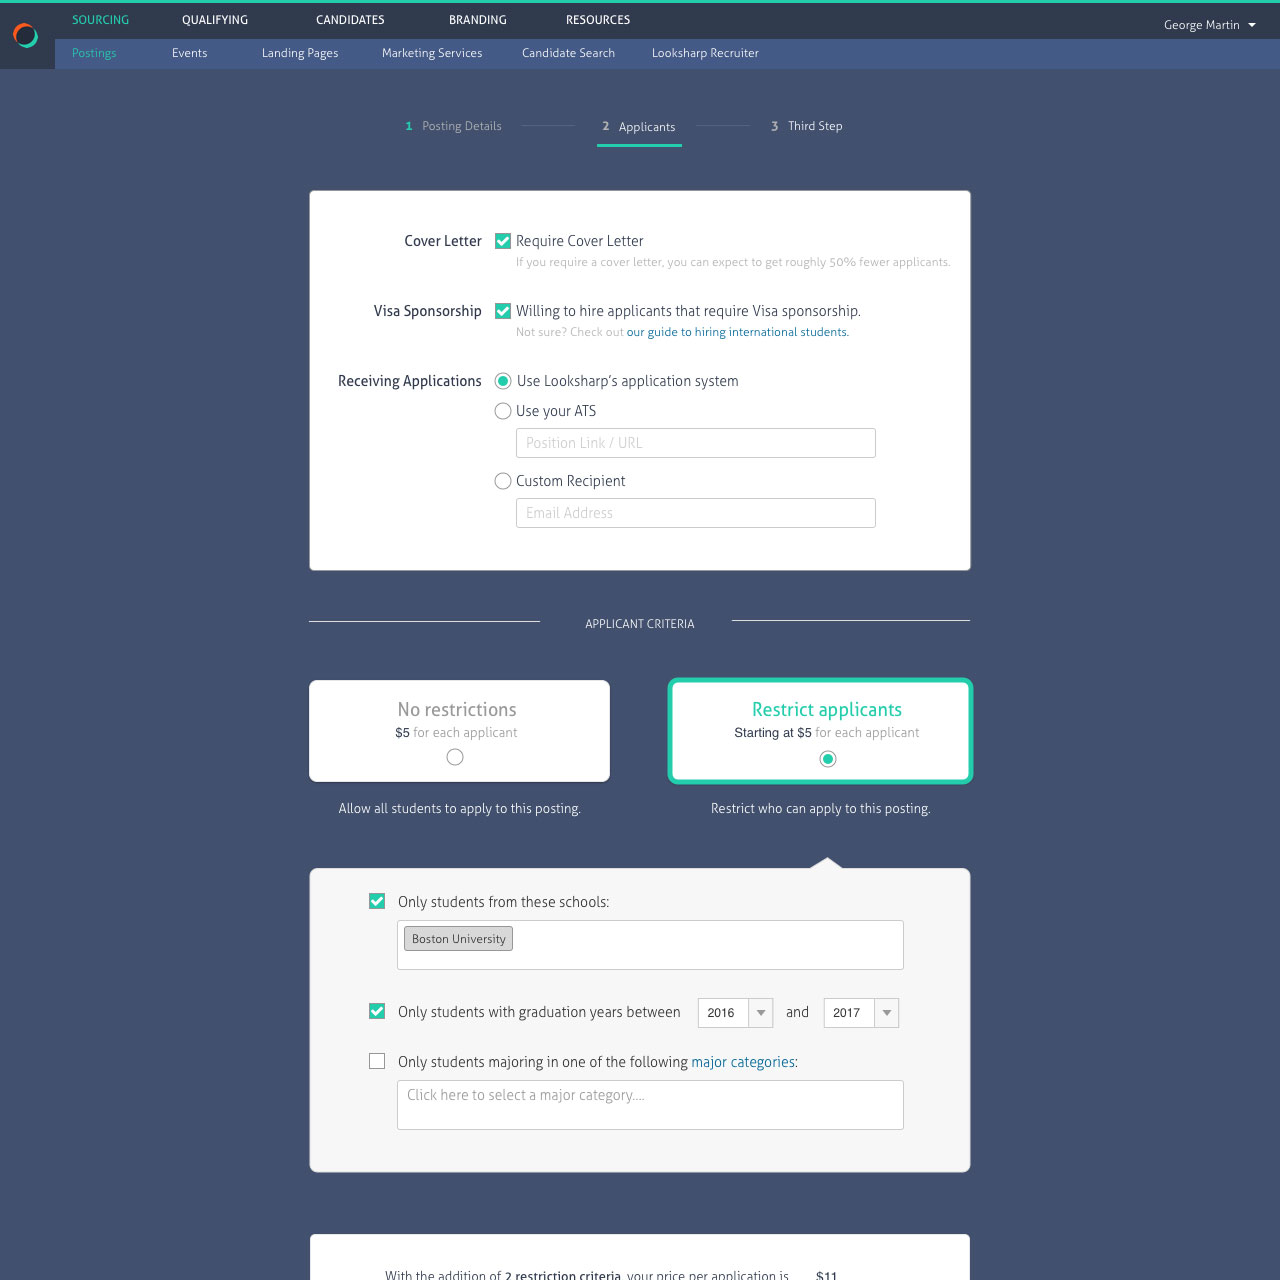 SOURCING QUALIFYING CANDIDATES BRANDING RESOURCES
George Martin
Postings Events Landing Pages Marketing Services Candidate Search Looksharp Recruiter
1 Posting Details 2 Applicants 3 Third Step
Cover Letter Require Cover Letter
If you require a cover letter, you can expect to get roughly 50% fewer applicants.
Visa Sponsorship Willing to hire applicants that require Visa sponsorship.
Not sure? Check out our guide to hiring international students.
Receiving Applications Use Looksharp's application system
Use your ATS
Position Link / URL
Custom Recipient
Email Address
APPLICANT CRITERIA
No restrictions
$5 for each applicant
Allow all students to apply to this posting.
Restrict applicants
Starting at $5 for each applicant
Restrict who can apply to this posting.
Only students from these schools:
Boston University
Only students with graduation years between 2016 and 2017
Only students majoring in one of the following major categories:
Click here to select a major category....
With the addition of 2 restriction criteria, your price per application is $11